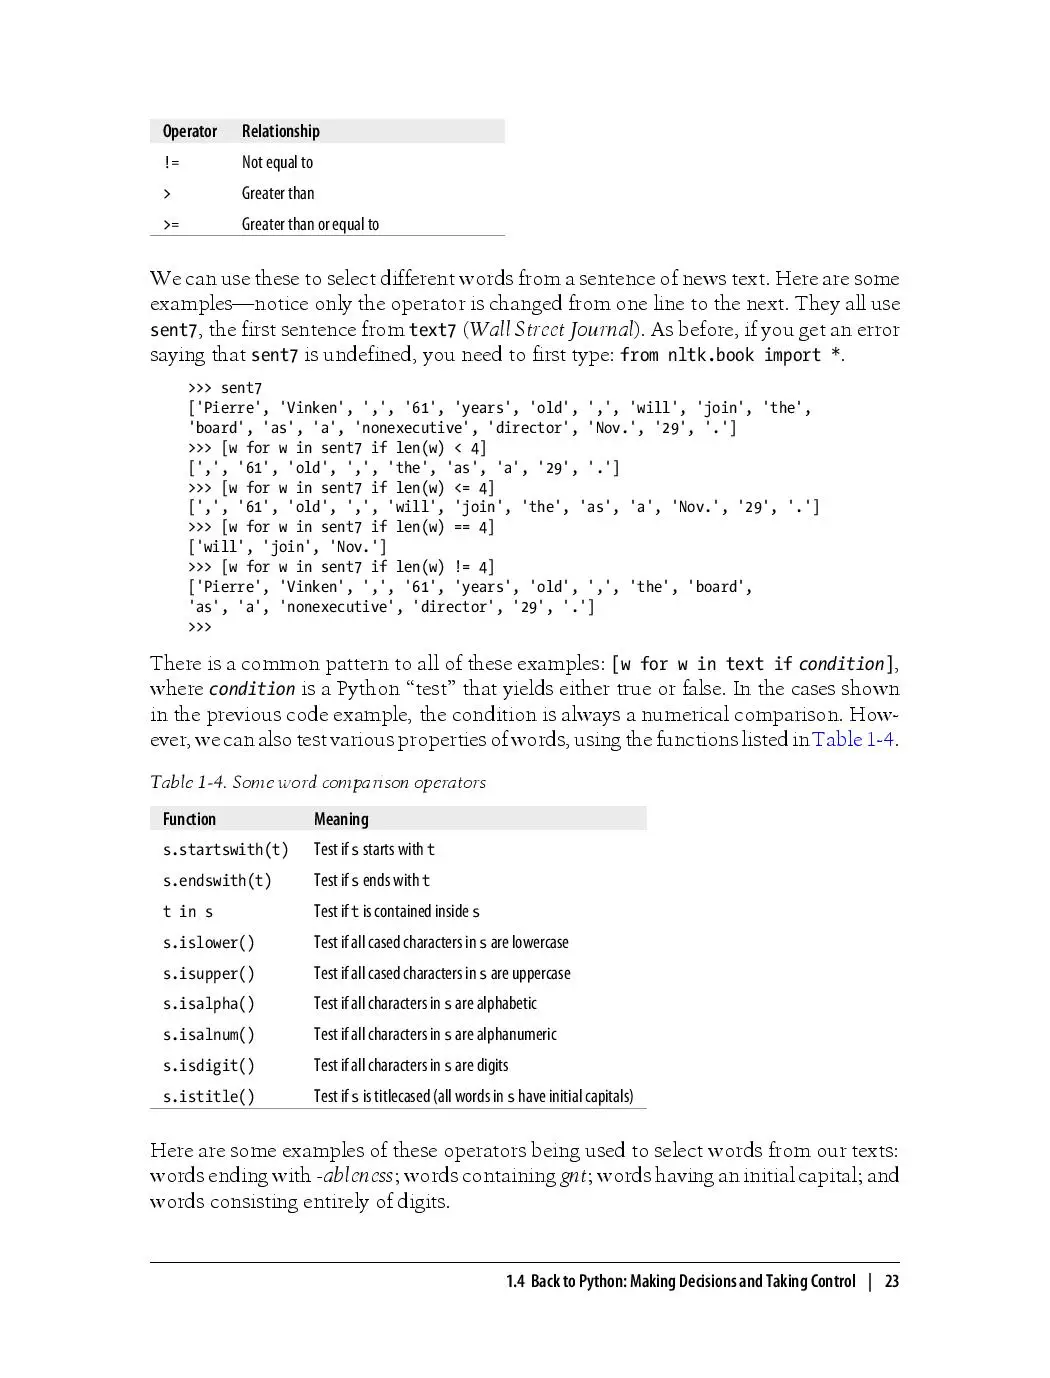 Operator Relationship
!= Not equal to
> Greater than
>= Greater than or equal to
We can use these to select different words from a sentence of news text. Here are some
examples—notice only the operator is changed from one line to the next. They all use
sent7, the first sentence from text7 (Wall Street Journal). As before, if you get an error
saying that sent7 is undefined, you need to first type: from nltk.book import *.
>>> sent7
['Pierre', 'Vinken', ',', '61', 'years', 'old', ',', 'will', 'join', 'the',
'board', 'as', 'a', 'nonexecutive', 'director', 'Nov.', '29', '.']
>>> [w for w in sent7 if len(w) < 4]
[',', '61', 'old', ',', 'the', 'as', 'a', '29', '.']
>>> [w for w in sent7 if len(w) <= 4]
[',', '61', 'old', ',', 'will', 'join', 'the', 'as', 'a', 'Nov.', '29', '.']
>>> [w for w in sent7 if len(w) == 4]
['will', 'join', 'Nov.']
>>> [w for w in sent7 if len(w) != 4]
['Pierre', 'Vinken', ',', '61', 'years', 'old', ',', 'the', 'board',
'as', 'a', 'nonexecutive', 'director', '29', '.']
>>>
There is a common pattern to all of these examples: [w for w in text if condition],
where condition is a Python “test” that yields either true or false. In the cases shown
in the previous code example, the condition is always a numerical comparison. How-
ever, we can also test various properties of words, using the functions listed in Table 1-4.
Table 1-4. Some word comparison operators
Function Meaning
s.startswith(t) Test if s starts with t
s.endswith(t) Test if s ends with t
t in s Test if t is contained inside s
s.islower() Test if all cased characters in s are lowercase
s.isupper() Test if all cased characters in s are uppercase
s.isalpha() Test if all characters in s are alphabetic
s.isalnum() Test if all characters in s are alphanumeric
s.isdigit() Test if all characters in s are digits
s.istitle() Test if s is titlecased (all words in s have initial capitals)
Here are some examples of these operators being used to select words from our texts:
words ending with -ableness; words containing gnt; words having an initial capital; and
words consisting entirely of digits.
1.4 Back to Python: Making Decisions and Taking Control | 23